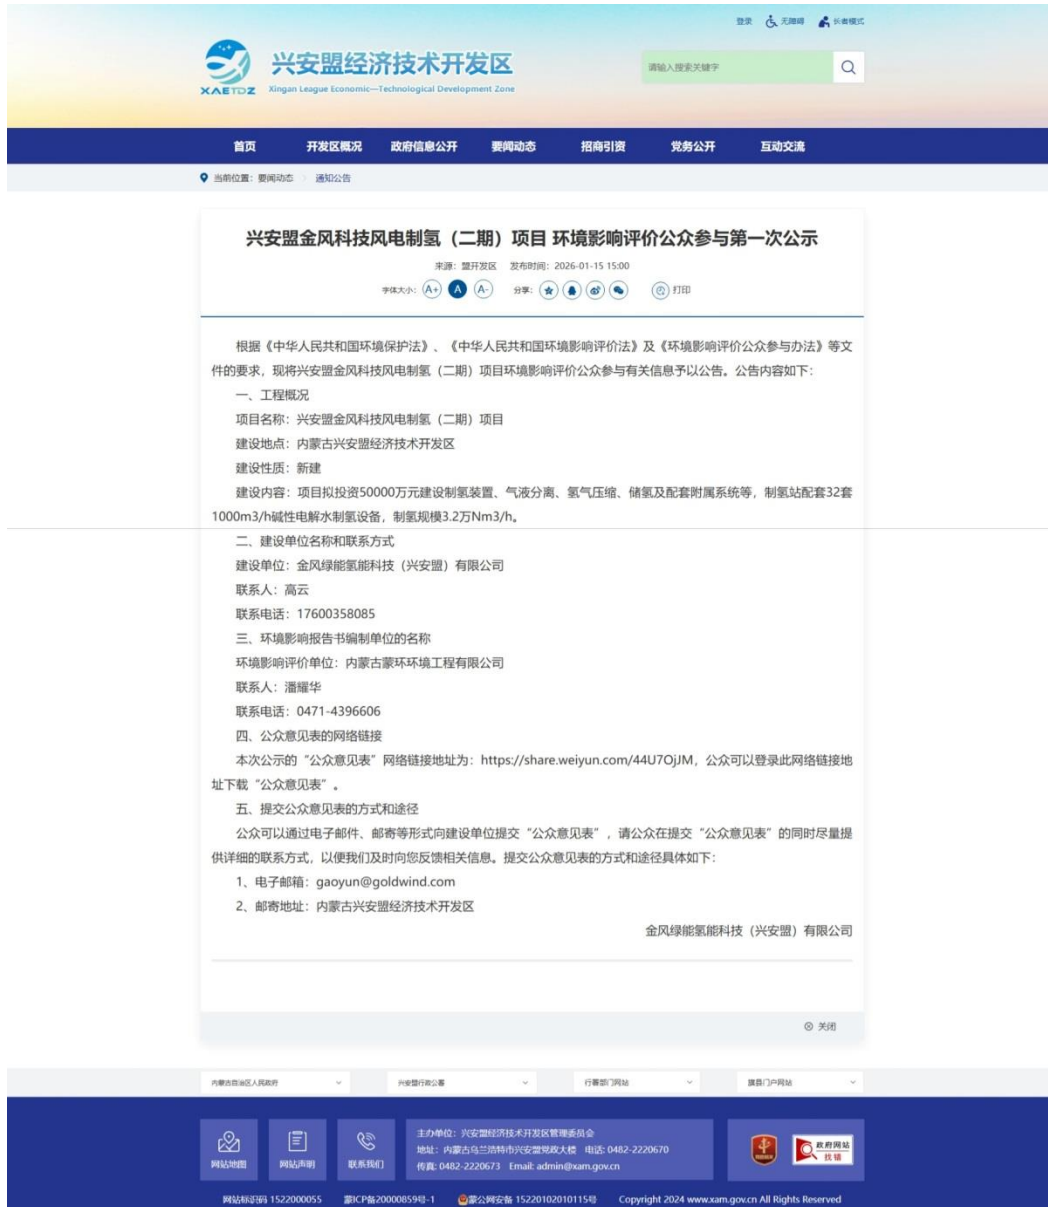 登录 无障碍 长者模式
XAETDZ
兴安盟经济技术开发区
Xingan League Economic—Technological Development Zone
请输入搜索关键字
首页 开发区概况 政府信息公开 要闻动态 招商引资 党务公开 互动交流
当前位置：要闻动态 > 通知公告
兴安盟金风科技风电制氢（二期）项目 环境影响评价公众参与第一次公示
来源：盟开发区 发布时间：2026-01-15 15:00
字体大小： A+ A A- 分享： 打印
根据《中华人民共和国环境保护法》、《中华人民共和国环境影响评价法》及《环境影响评价公众参与办法》等文
件的要求，现将兴安盟金风科技风电制氢（二期）项目环境影响评价公众参与有关信息予以公告。公告内容如下：
一、工程概况
项目名称：兴安盟金风科技风电制氢（二期）项目
建设地点：内蒙古兴安盟经济技术开发区
建设性质：新建
建设内容：项目拟投资50000万元建设制氢装置、气液分离、氢气压缩、储氢及配套附属系统等，制氢站配套32套
1000m3/h碱性电解水制氢设备，制氢规模3.2万Nm3/h。
二、建设单位名称和联系方式
建设单位：金风绿能氢能科技（兴安盟）有限公司
联系人：高云
联系电话：17600358085
三、环境影响报告书编制单位的名称
环境影响评价单位：内蒙古蒙环环境工程有限公司
联系人：潘耀华
联系电话：0471-4396606
四、公众意见表的网络链接
本次公示的“公众意见表”网络链接地址为：https://share.weiyun.com/44U7OjJM，公众可以登录此网络链接地
址下载“公众意见表”。
五、提交公众意见表的方式和途径
公众可以通过电子邮件、邮寄等形式向建设单位提交“公众意见表”，请公众在提交“公众意见表”的同时尽量提
供详细的联系方式，以便我们及时向您反馈相关信息。提交公众意见表的方式和途径具体如下：
1、电子邮箱：gaoyun@goldwind.com
2、邮寄地址：内蒙古兴安盟经济技术开发区
金风绿能氢能科技（兴安盟）有限公司
关闭
内蒙古自治区人民政府 兴安盟行政公署 行署部门网站 旗县门户网站
网站地图 网站声明 联系我们
主办单位：兴安盟经济技术开发区管理委员会
地址：内蒙古乌兰浩特市兴安盟党政大楼 电话: 0482-2220670
传真: 0482-2220673 Email: admin@xam.gov.cn
政府网站
找错
网站标识码 1522000055 蒙ICP备20000859号-1 蒙公网安备 15220102010115号 Copyright 2024 www.xam.gov.cn All Rights Reserved